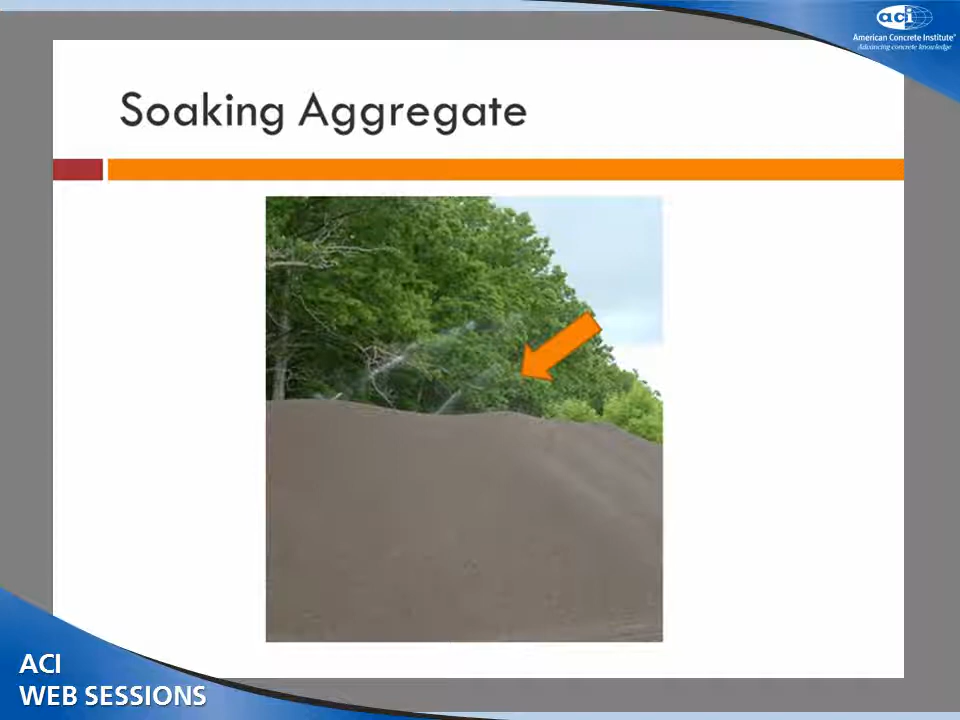 aci
American Concrete Institute®
Advancing concrete knowledge
Soaking Aggregate
ACI
WEB SESSIONS